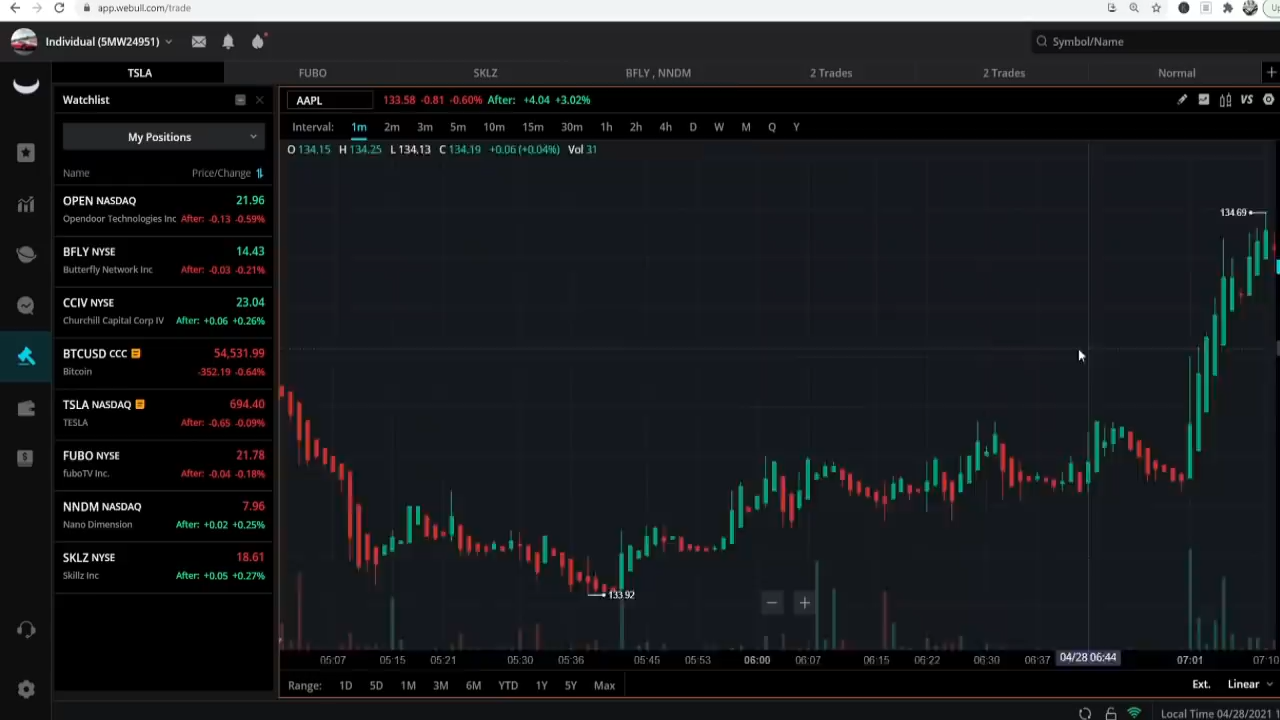 app.webull.com/trade
Individual (5MW24951)
Symbol/Name
TSLA FUBO SKLZ BFLY , NNDM 2 Trades 2 Trades Normal
Watchlist
My Positions
Name Price/Change
OPEN NASDAQ 21.96
Opendoor Technologies Inc After: -0.13 -0.59%
BFLY NYSE 14.43
Butterfly Network Inc After: -0.03 -0.21%
CCIV NYSE 23.04
Churchill Capital Corp IV After: +0.06 +0.26%
BTCUSD CCC 54,531.99
Bitcoin -352.19 -0.64%
TSLA NASDAQ 694.40
TESLA After: -0.65 -0.09%
FUBO NYSE 21.78
fuboTV Inc. After: -0.04 -0.18%
NNDM NASDAQ 7.96
Nano Dimension After: +0.02 +0.25%
SKLZ NYSE 18.61
Skillz Inc After: +0.05 +0.27%
AAPL 133.58 -0.81 -0.60% After: +4.04 +3.02%
VS
Interval: 1m 2m 3m 5m 10m 15m 30m 1h 2h 4h D W M Q Y
O 134.15 H 134.25 L 134.13 C 134.19 +0.06 (+0.04%) Vol 31
134.69
133.92
05:07 05:15 05:21 05:30 05:36 05:45 05:53 06:00 06:07 06:15 06:22 06:30 06:37 04/28 06:44 07:01 07:10
Range: 1D 5D 1M 3M 6M YTD 1Y 5Y Max
Ext. Linear
Local Time 04/28/2021